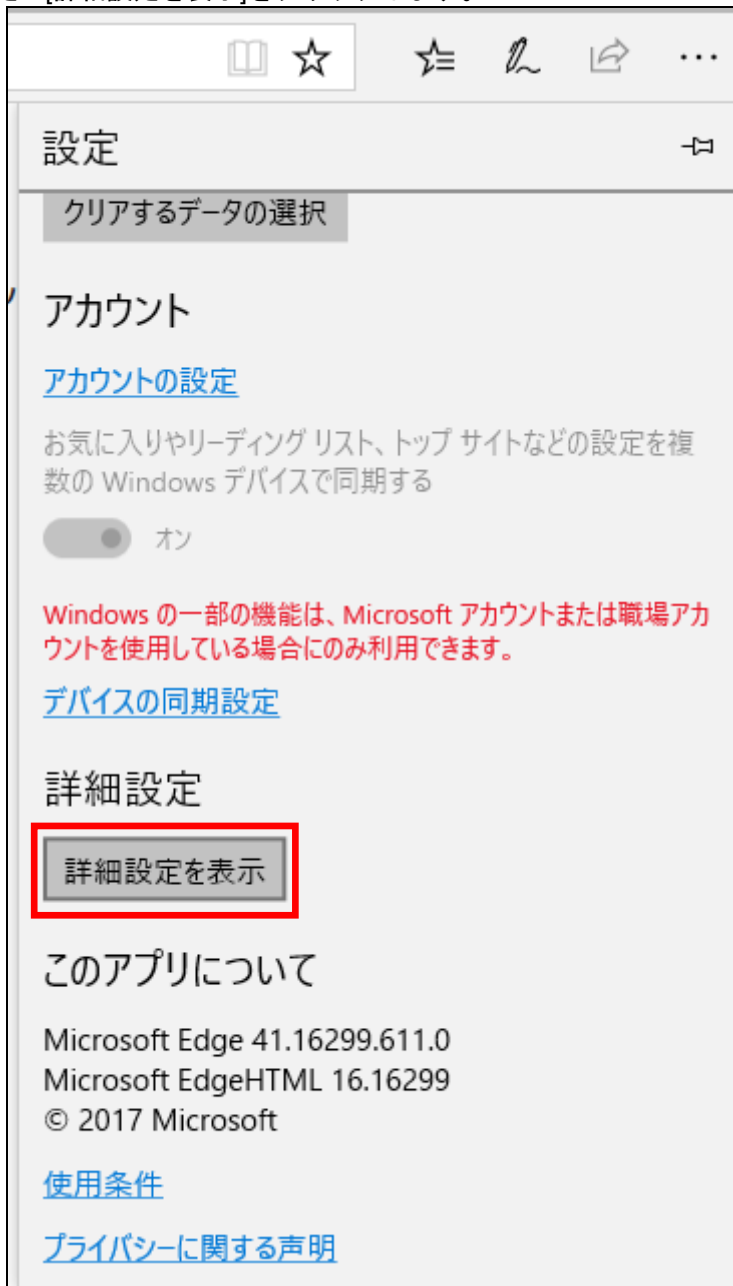 設定
クリアするデータの選択
アカウント
アカウントの設定
お気に入りやリーディング リスト、トップ サイトなどの設定を複
数の Windows デバイスで同期する
オン
Windows の一部の機能は、Microsoft アカウントまたは職場アカ
ウントを使用している場合にのみ利用できます。
デバイスの同期設定
詳細設定
詳細設定を表示
このアプリについて
Microsoft Edge 41.16299.611.0
Microsoft EdgeHTML 16.16299
© 2017 Microsoft
使用条件
プライバシーに関する声明